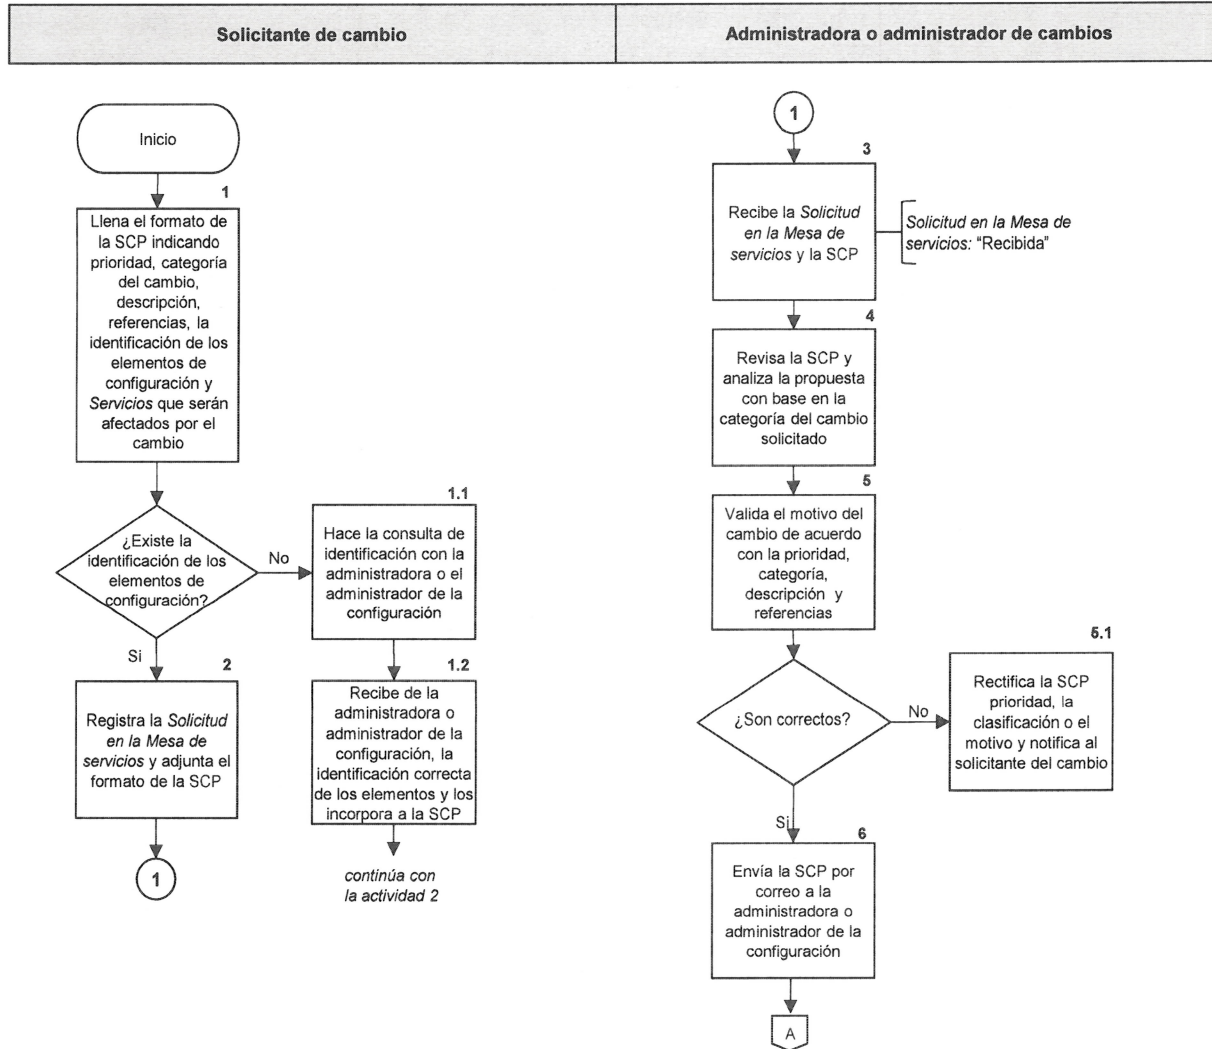 Solicitante de cambio
Administradora o administrador de cambios
Inicio
1
Llena el formato de
la SCP indicando
prioridad, categoría
del cambio,
descripción,
referencias, la
identificación de los
elementos de
configuración y
Servicios que serán
afectados por el
cambio
¿Existe la
identificación de los
elementos de
configuración?
No
1.1
Hace la consulta de
identificación con la
administradora o el
administrador de la
configuración
1.2
Recibe de la
administradora o
administrador de la
configuración, la
identificación correcta
de los elementos y los
incorpora a la SCP
continúa con
la actividad 2
Si
2
Registra la Solicitud
en la Mesa de
servicios y adjunta el
formato de la SCP
1
1
3
Recibe la Solicitud
en la Mesa de
servicios y la SCP
Solicitud en la Mesa de
servicios: “Recibida”
4
Revisa la SCP y
analiza la propuesta
con base en la
categoría del cambio
solicitado
5
Valida el motivo del
cambio de acuerdo
con la prioridad,
categoría,
descripción y
referencias
¿Son correctos?
No
5.1
Rectifica la SCP
prioridad, la
clasificación o el
motivo y notifica al
solicitante del cambio
Si
6
Envía la SCP por
correo a la
administradora o
administrador de la
configuración
A